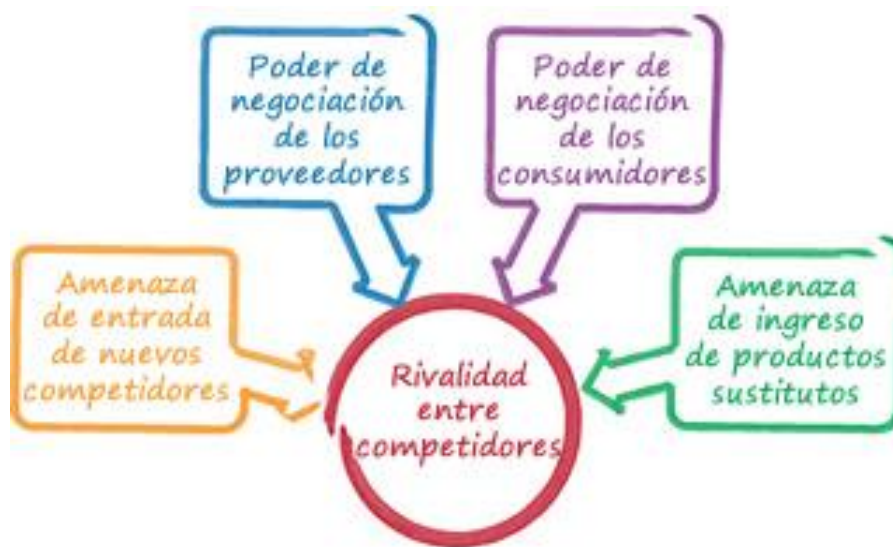 Poder de
negociación
de los
proveedores
Poder de
negociación
de los
consumidores
Amenaza
de entrada
de nuevos
competidores
Rivalidad
entre
competidores
Amenaza
de ingreso
de productos
sustitutos